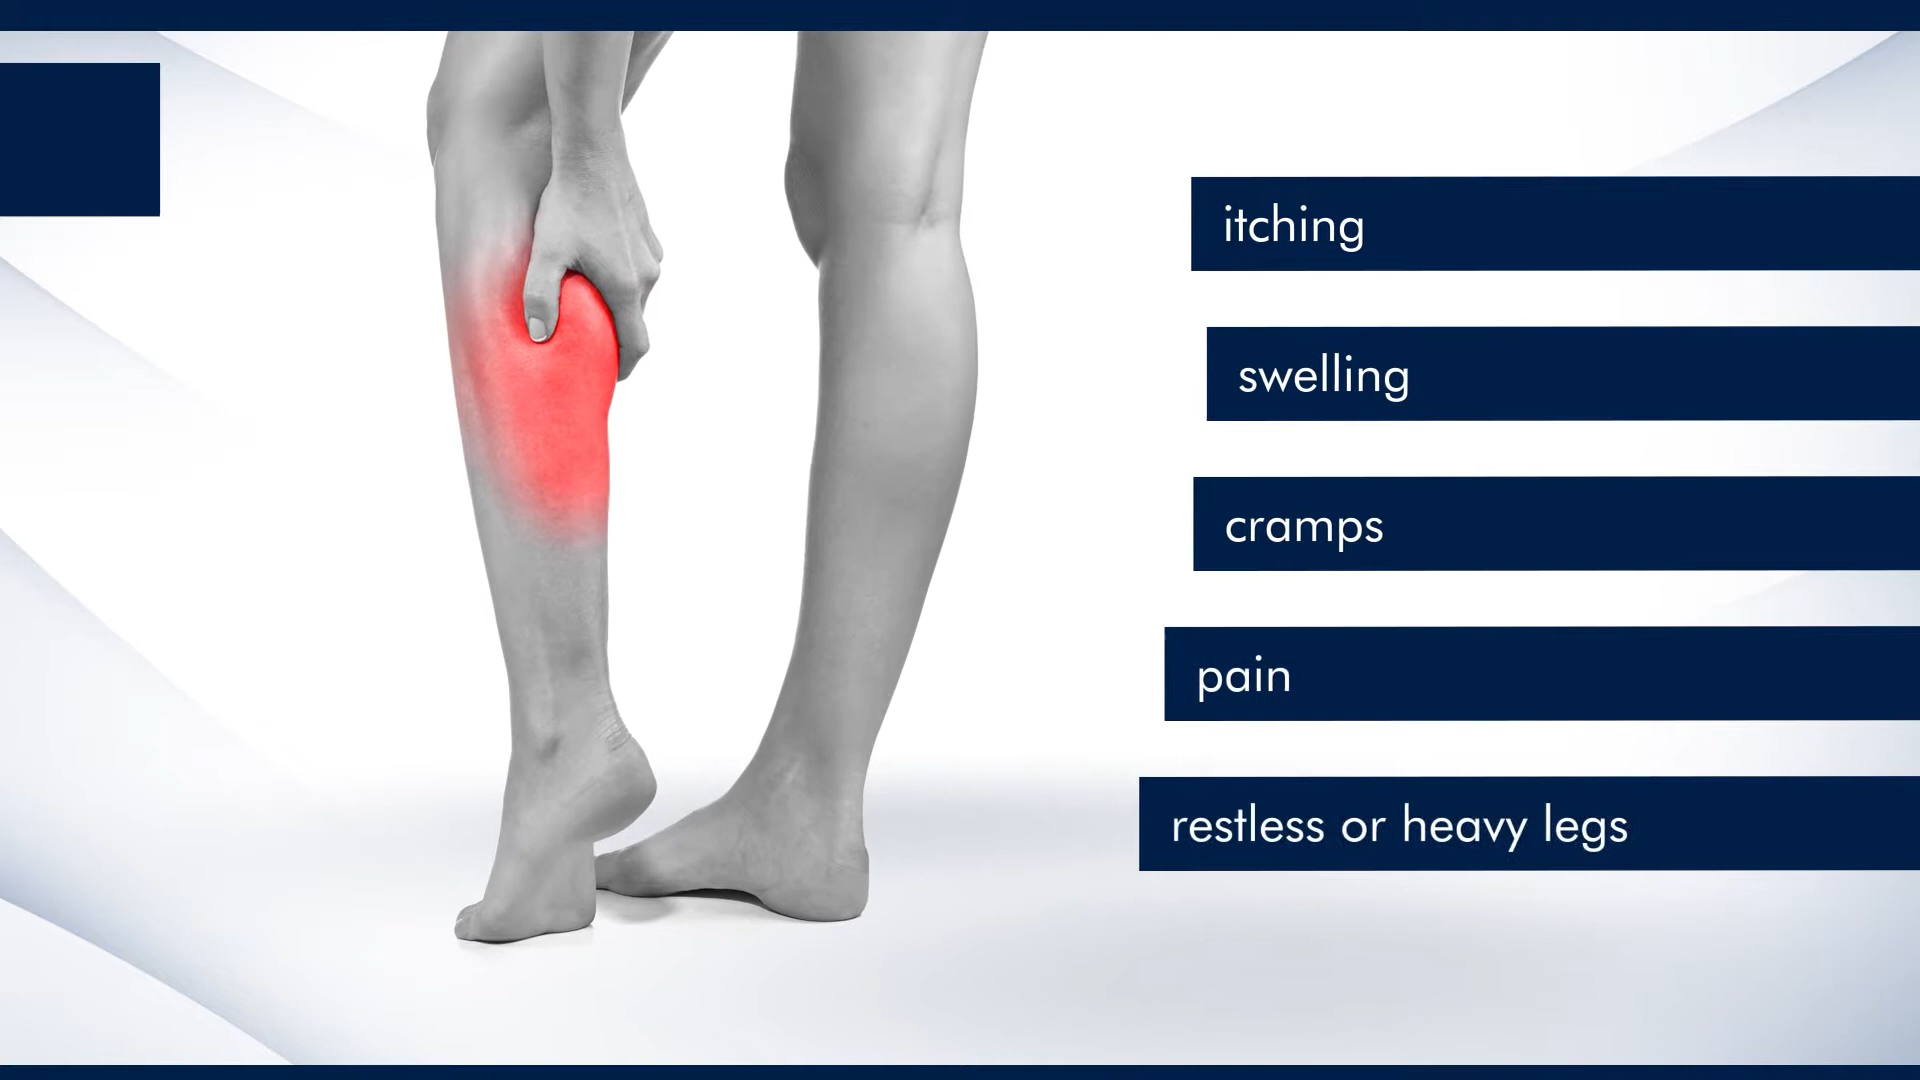 itching
swelling
cramps
pain
restless or heavy legs